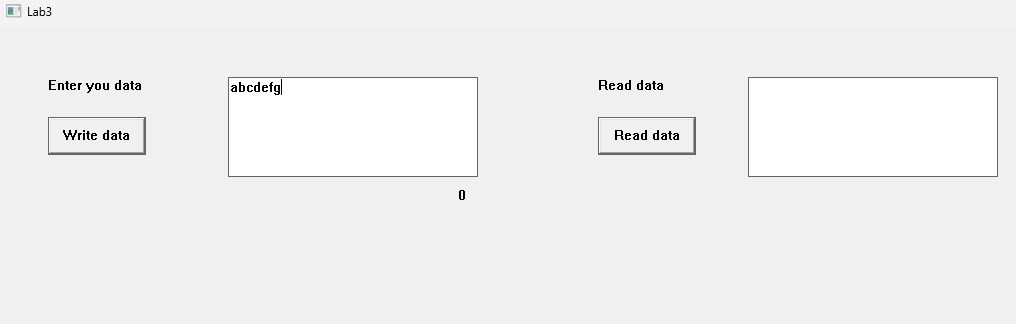 Lab3
Enter you data
abcdefg
Read data
Write data
Read data
0